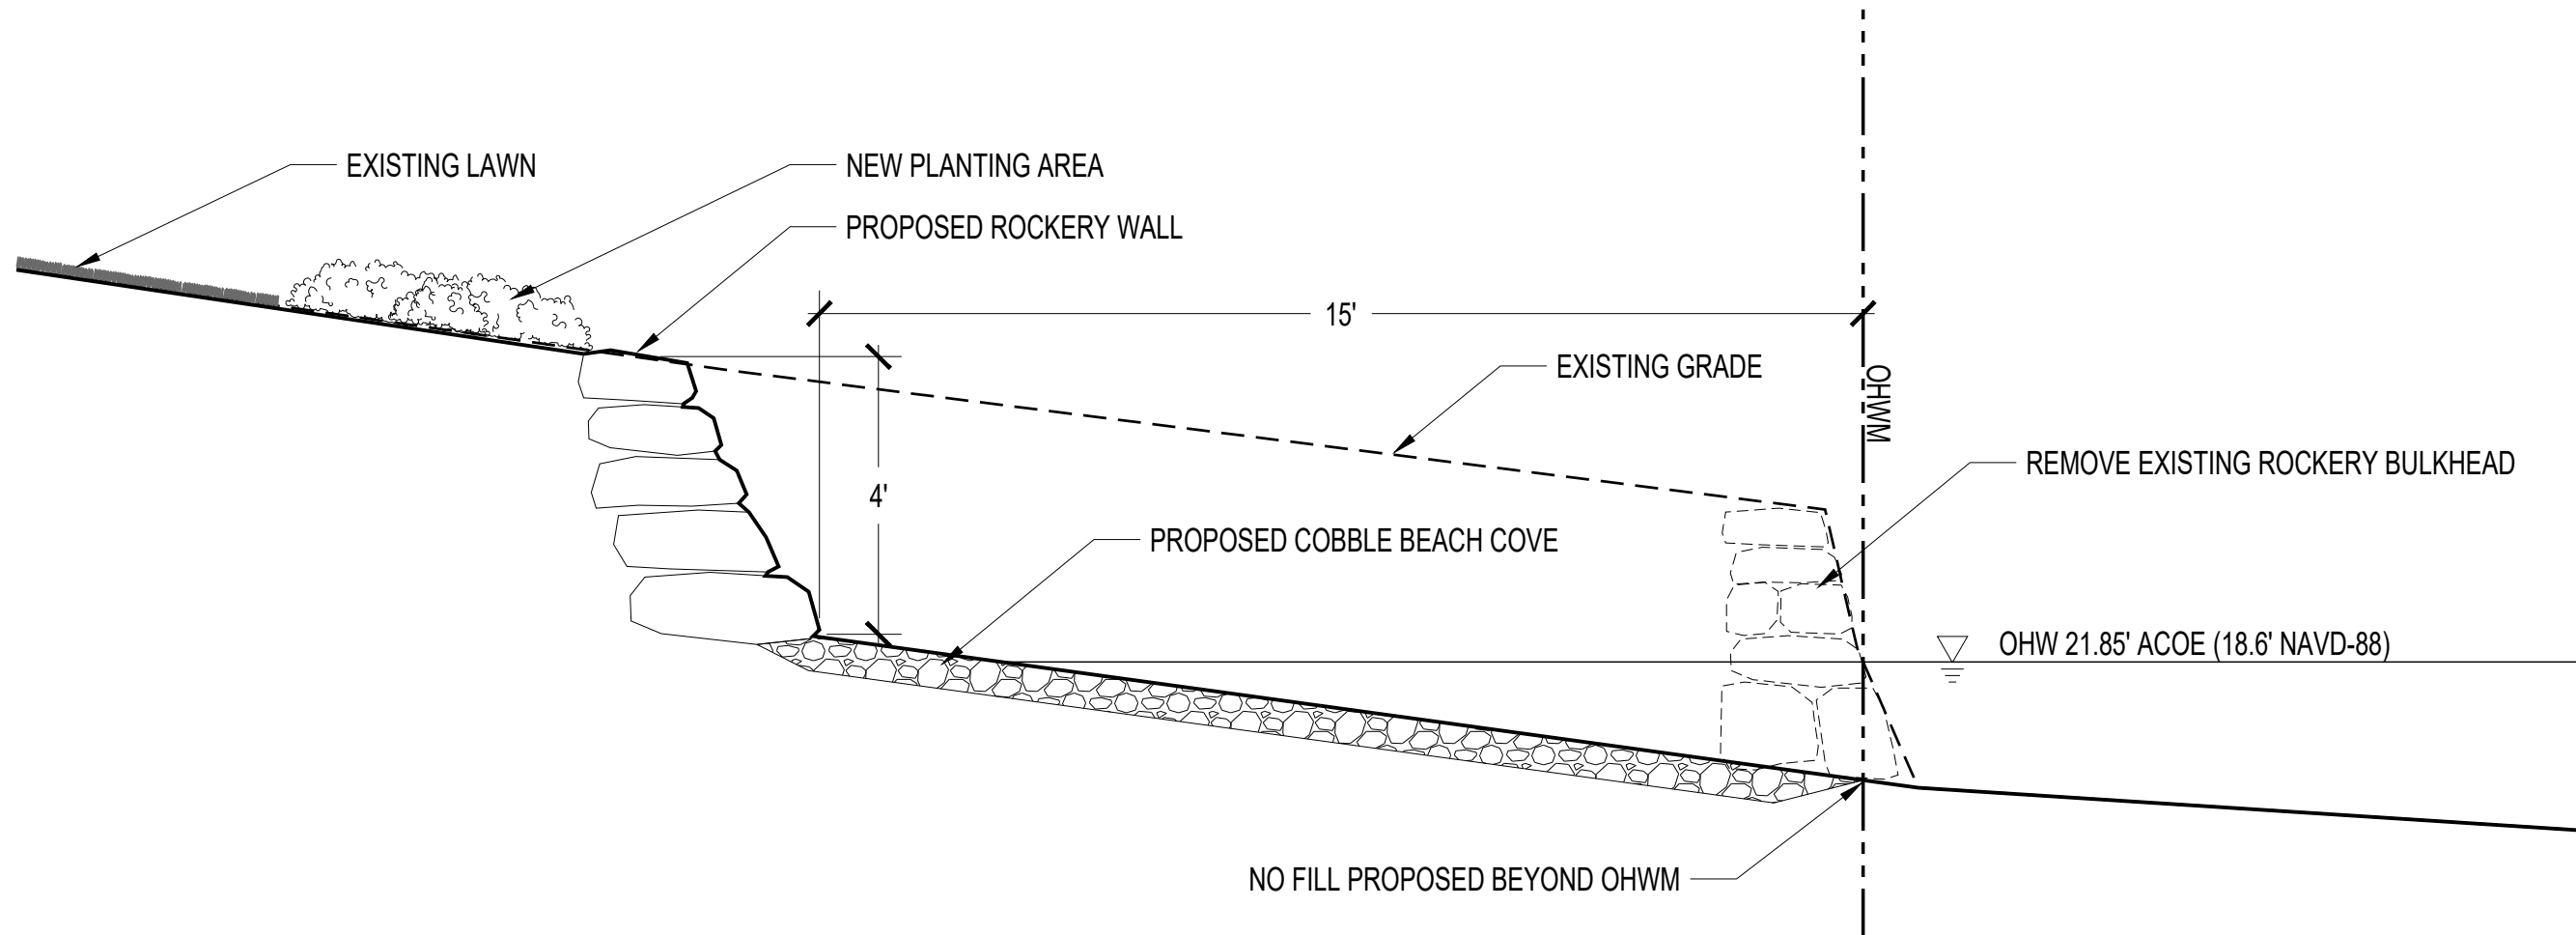 EXISTING LAWN
NEW PLANTING AREA
PROPOSED ROCKERY WALL
15'
EXISTING GRADE
OHWM
REMOVE EXISTING ROCKERY BULKHEAD
4'
PROPOSED COBBLE BEACH COVE
OHW 21.85' ACOE (18.6' NAVD-88)
NO FILL PROPOSED BEYOND OHWM